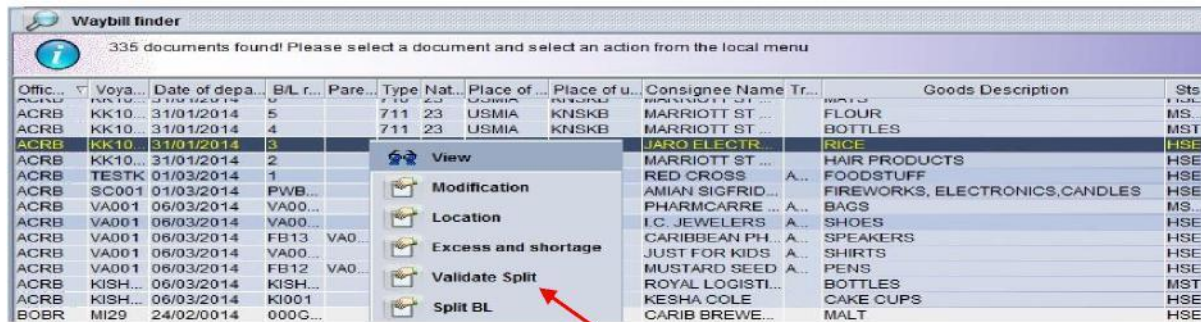 Waybill finder
335 documents found! Please select a document and select an action from the local menu
Offic... Voya... Date of depa... B/L r... Pare... Type Nat... Place of ... Place of u... Consignee Name Tr... Goods Description Sts
ACRB KK10... 31/01/2014 5 711 23 USMIA KNSKB MARRIOTT ST ... FLOUR MS...
ACRB KK10... 31/01/2014 4 711 23 USMIA KNSKB MARRIOTT ST ... BOTTLES MST
ACRB KK10... 31/01/2014 3 JARO ELECTR... RICE HSE
ACRB KK10... 31/01/2014 2 View MARRIOTT ST ... HAIR PRODUCTS HSE
ACRB TESTK 01/03/2014 1 RED CROSS A... FOODSTUFF HSE
ACRB SC001 01/03/2014 PWB... Modification AMIAN SIGFRID... FIREWORKS, ELECTRONICS,CANDLES HSE
ACRB VA001 06/03/2014 VA00... PHARMCARRE ... A... BAGS MS...
ACRB VA001 06/03/2014 VA00... Location I.C. JEWELERS A... SHOES HSE
ACRB VA001 06/03/2014 FB13 VA0... Excess and shortage CARIBBEAN PH... A... SPEAKERS HSE
ACRB VA001 06/03/2014 VA00... JUST FOR KIDS A... SHIRTS HSE
ACRB VA001 06/03/2014 FB12 VA0... Validate Split MUSTARD SEED A... PENS HSE
ACRB KISH... 06/03/2014 KISH... ROYAL LOGISTI... BOTTLES MST
ACRB KISH... 06/03/2014 KI001 Split BL KESHA COLE CAKE CUPS HSE
BOBR MI29 24/02/0014 000G... CARIB BREWE... MALT HSE